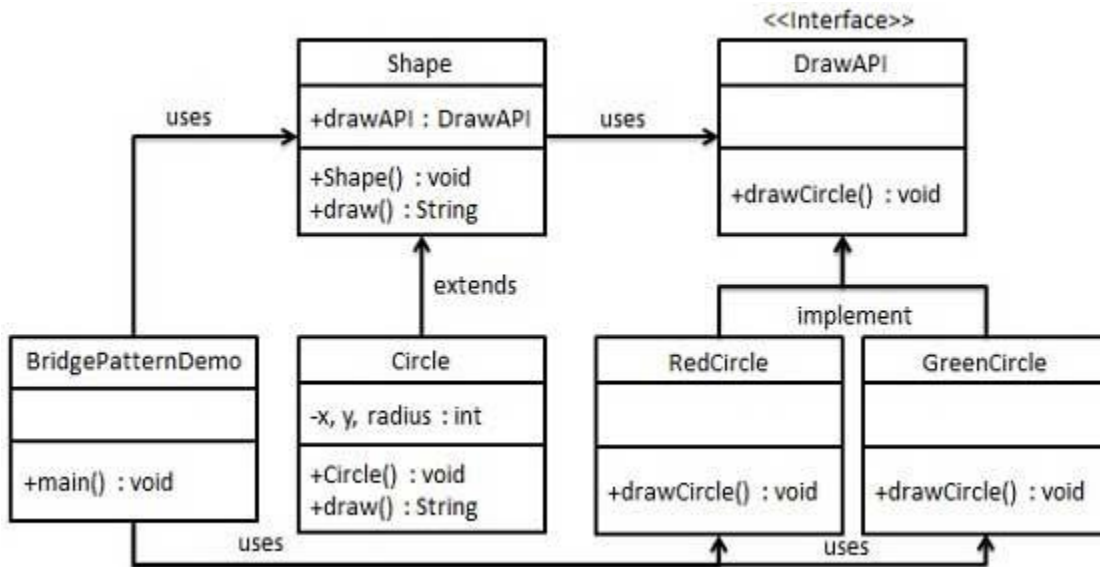 <<Interface>>
Shape
DrawAPI
+drawAPI : DrawAPI
+Shape() : void
+draw() : String
+drawCircle() : void
uses
uses
extends
implement
BridgePatternDemo
+main() : void
Circle
-x, y, radius : int
+Circle() : void
+draw() : String
RedCircle
+drawCircle() : void
GreenCircle
+drawCircle() : void
uses
uses